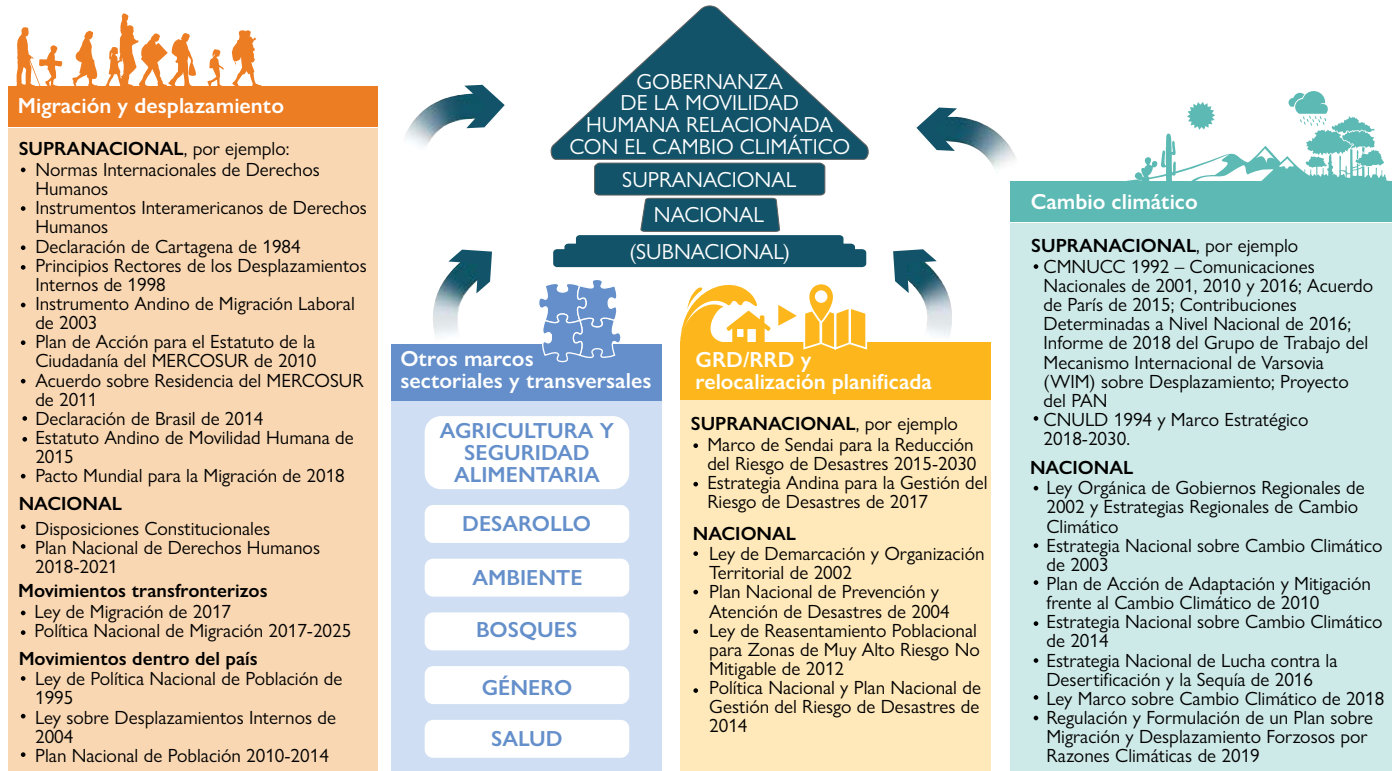 Migración y desplazamiento
SUPRANACIONAL, por ejemplo:
• Normas Internacionales de Derechos
Humanos
• Instrumentos Interamericanos de Derechos
Humanos
• Declaración de Cartagena de 1984
• Principios Rectores de los Desplazamientos
Internos de 1998
• Instrumento Andino de Migración Laboral
de 2003
• Plan de Acción para el Estatuto de la
Ciudadanía del MERCOSUR de 2010
• Acuerdo sobre Residencia del MERCOSUR
de 2011
• Declaración de Brasil de 2014
• Estatuto Andino de Movilidad Humana de
2015
• Pacto Mundial para la Migración de 2018
NACIONAL
• Disposiciones Constitucionales
• Plan Nacional de Derechos Humanos
2018-2021
Movimientos transfronterizos
• Ley de Migración de 2017
• Política Nacional de Migración 2017-2025
Movimientos dentro del país
• Ley de Política Nacional de Población de
1995
• Ley sobre Desplazamientos Internos de
2004
• Plan Nacional de Población 2010-2014
GOBERNANZA
DE LA MOVILIDAD
HUMANA RELACIONADA
CON EL CAMBIO CLIMÁTICO
SUPRANACIONAL
NACIONAL
(SUBNACIONAL)
Otros marcos
sectoriales y transversales
AGRICULTURA Y
SEGURIDAD
ALIMENTARIA
DESAROLLO
AMBIENTE
BOSQUES
GÉNERO
SALUD
GRD/RRD y
relocalización planificada
SUPRANACIONAL, por ejemplo
• Marco de Sendai para la Reducción
del Riesgo de Desastres 2015-2030
• Estrategia Andina para la Gestión del
Riesgo de Desastres de 2017
NACIONAL
• Ley de Demarcación y Organización
Territorial de 2002
• Plan Nacional de Prevención y
Atención de Desastres de 2004
• Ley de Reasentamiento Poblacional
para Zonas de Muy Alto Riesgo No
Mitigable de 2012
• Política Nacional y Plan Nacional de
Gestión del Riesgo de Desastres de
2014
Cambio climático
SUPRANACIONAL, por ejemplo
• CMNUCC 1992 – Comunicaciones
Nacionales de 2001, 2010 y 2016; Acuerdo
de París de 2015; Contribuciones
Determinadas a Nivel Nacional de 2016;
Informe de 2018 del Grupo de Trabajo del
Mecanismo Internacional de Varsovia
(WIM) sobre Desplazamiento; Proyecto
del PAN
• CNULD 1994 y Marco Estratégico
2018-2030.
NACIONAL
• Ley Orgánica de Gobiernos Regionales de
2002 y Estrategias Regionales de Cambio
Climático
• Estrategia Nacional sobre Cambio Climático
de 2003
• Plan de Acción de Adaptación y Mitigación
frente al Cambio Climático de 2010
• Estrategia Nacional sobre Cambio Climático
de 2014
• Estrategia Nacional de Lucha contra la
Desertificación y la Sequía de 2016
• Ley Marco sobre Cambio Climático de 2018
• Regulación y Formulación de un Plan sobre
Migración y Desplazamiento Forzosos por
Razones Climáticas de 2019